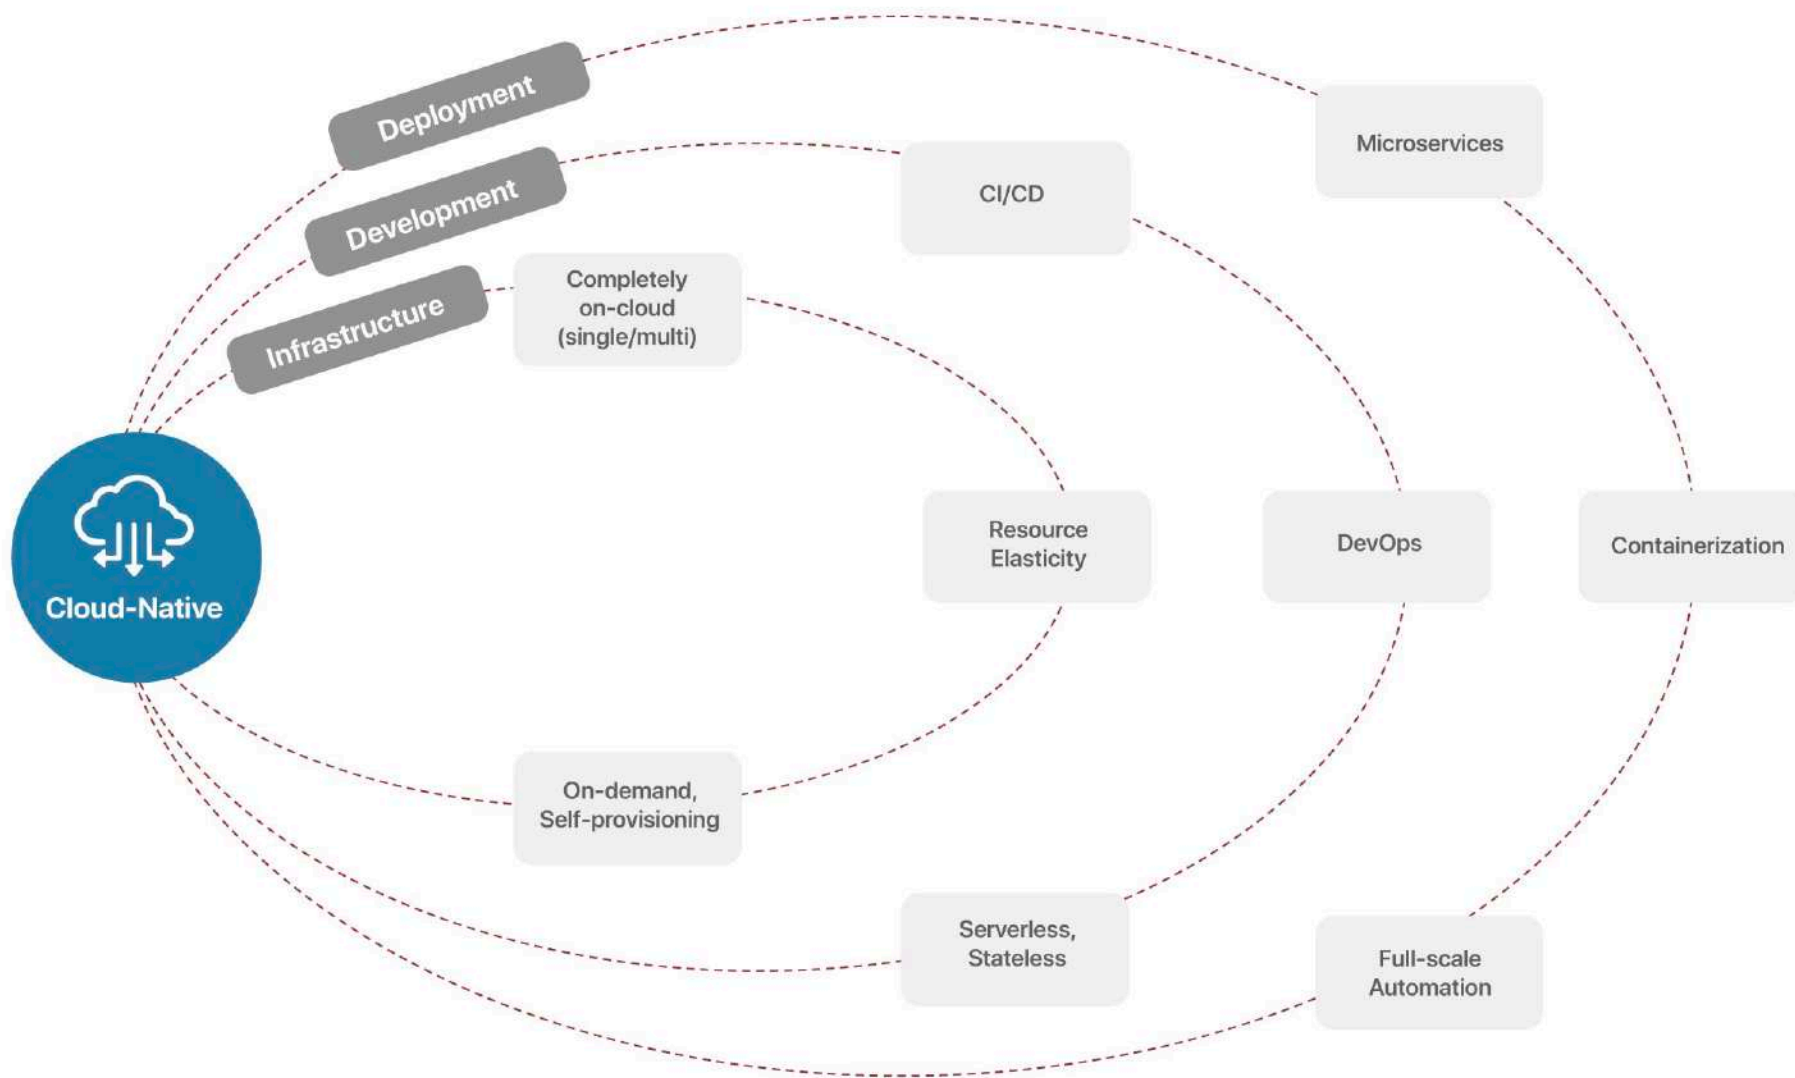 Deployment
Microservices
Development
CI/CD
Infrastructure
Completely
on-cloud
(single/multi)
Cloud-Native
Resource
Elasticity
DevOps
Containerization
On-demand,
Self-provisioning
Serverless,
Stateless
Full-scale
Automation